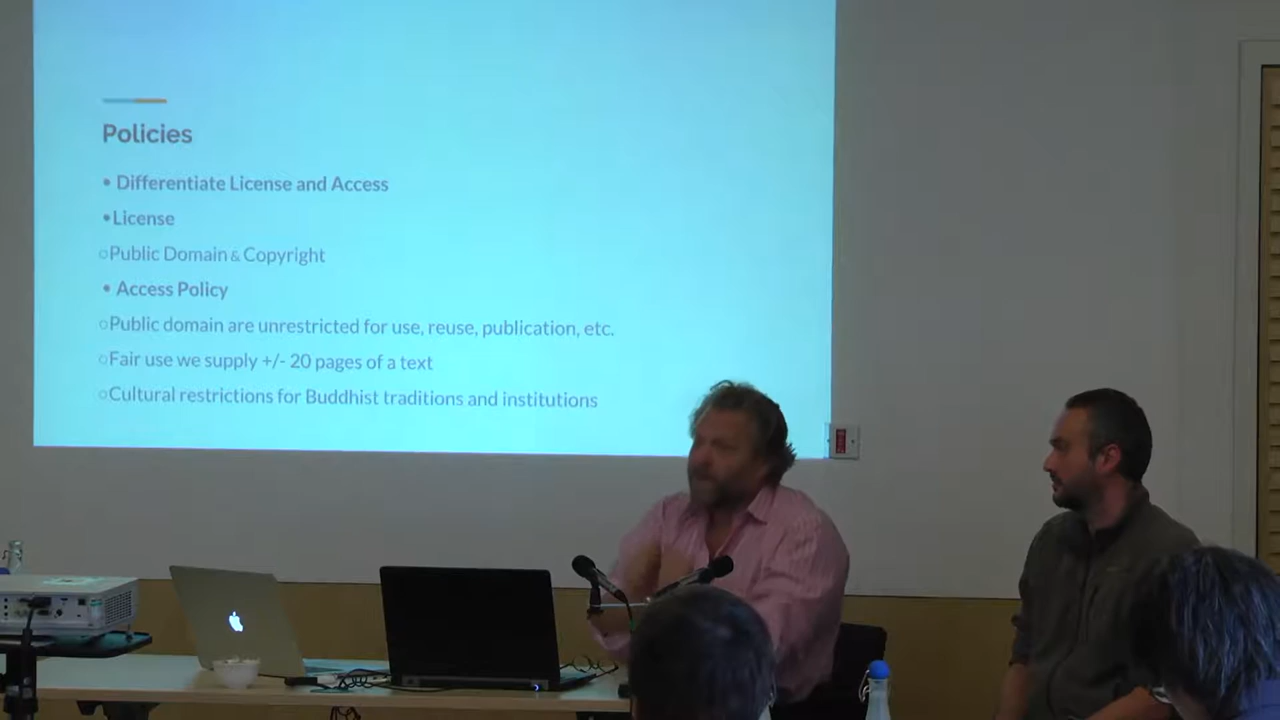 Policies
• Differentiate License and Access
•License
○Public Domain & Copyright
• Access Policy
○Public domain are unrestricted for use, reuse, publication, etc.
○Fair use we supply +/- 20 pages of a text
○Cultural restrictions for Buddhist traditions and institutions